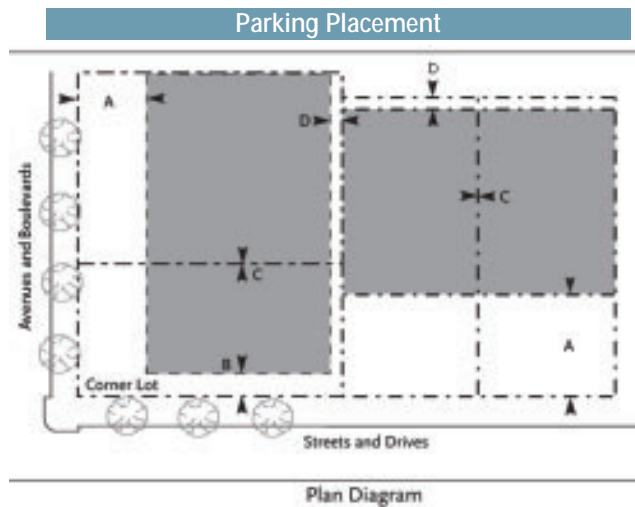 Parking Placement
D
A
D
C
Avenues and Boulevards
C
A
B
Corner Lot
Streets and Drives
Plan Diagram